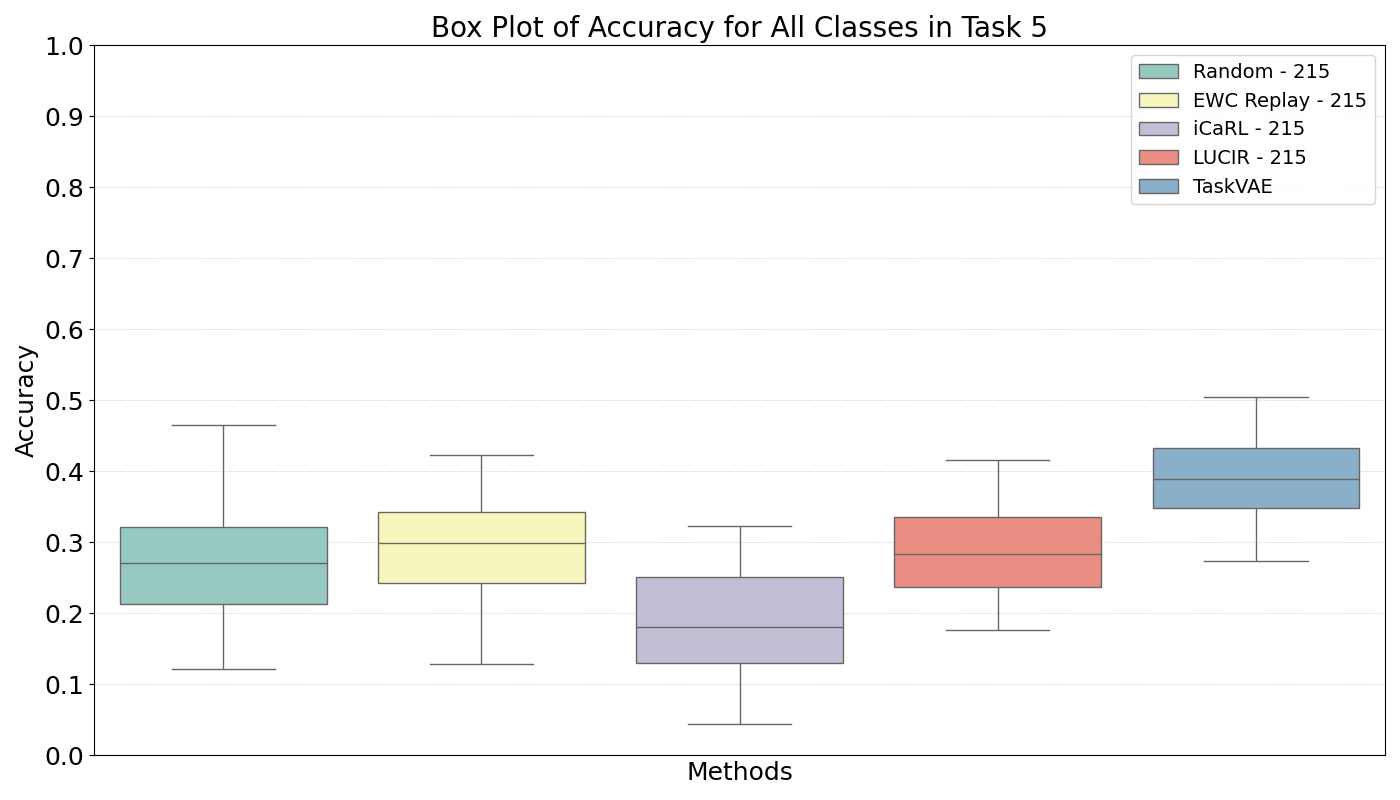 Box Plot of Accuracy for All Classes in Task 5
1.0
0.9
0.8
0.7
0.6
0.5
0.4
0.3
0.2
0.1
0.0
Accuracy
Methods
Random - 215
EWC Replay - 215
iCaRL - 215
LUCIR - 215
TaskVAE